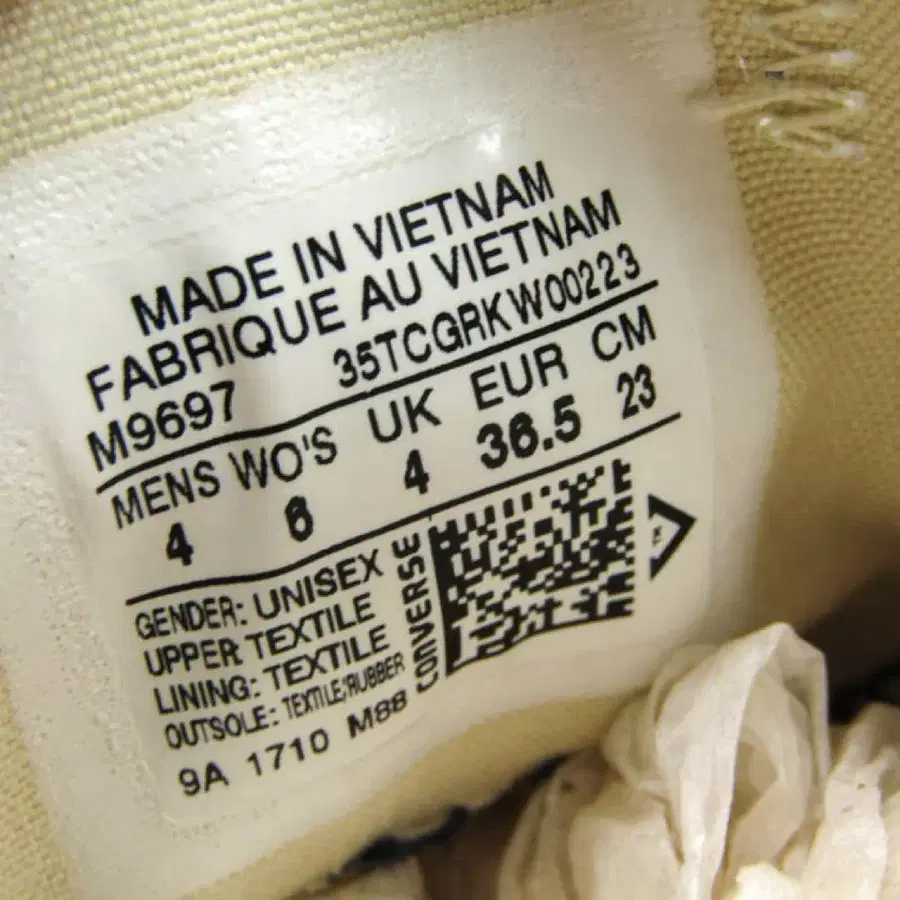 MADE IN VIETNAM
FABRIQUE AU VIETNAM
M9697 35TCGRKW00223
MENS WO'S UK EUR CM
4 6 4 36.5 23
GENDER: UNISEX
UPPER TEXTILE
LINING: TEXTILE
OUTSOLE: TEXTILE/RUBBER
9A 1710 M88
CONVERSE
TM